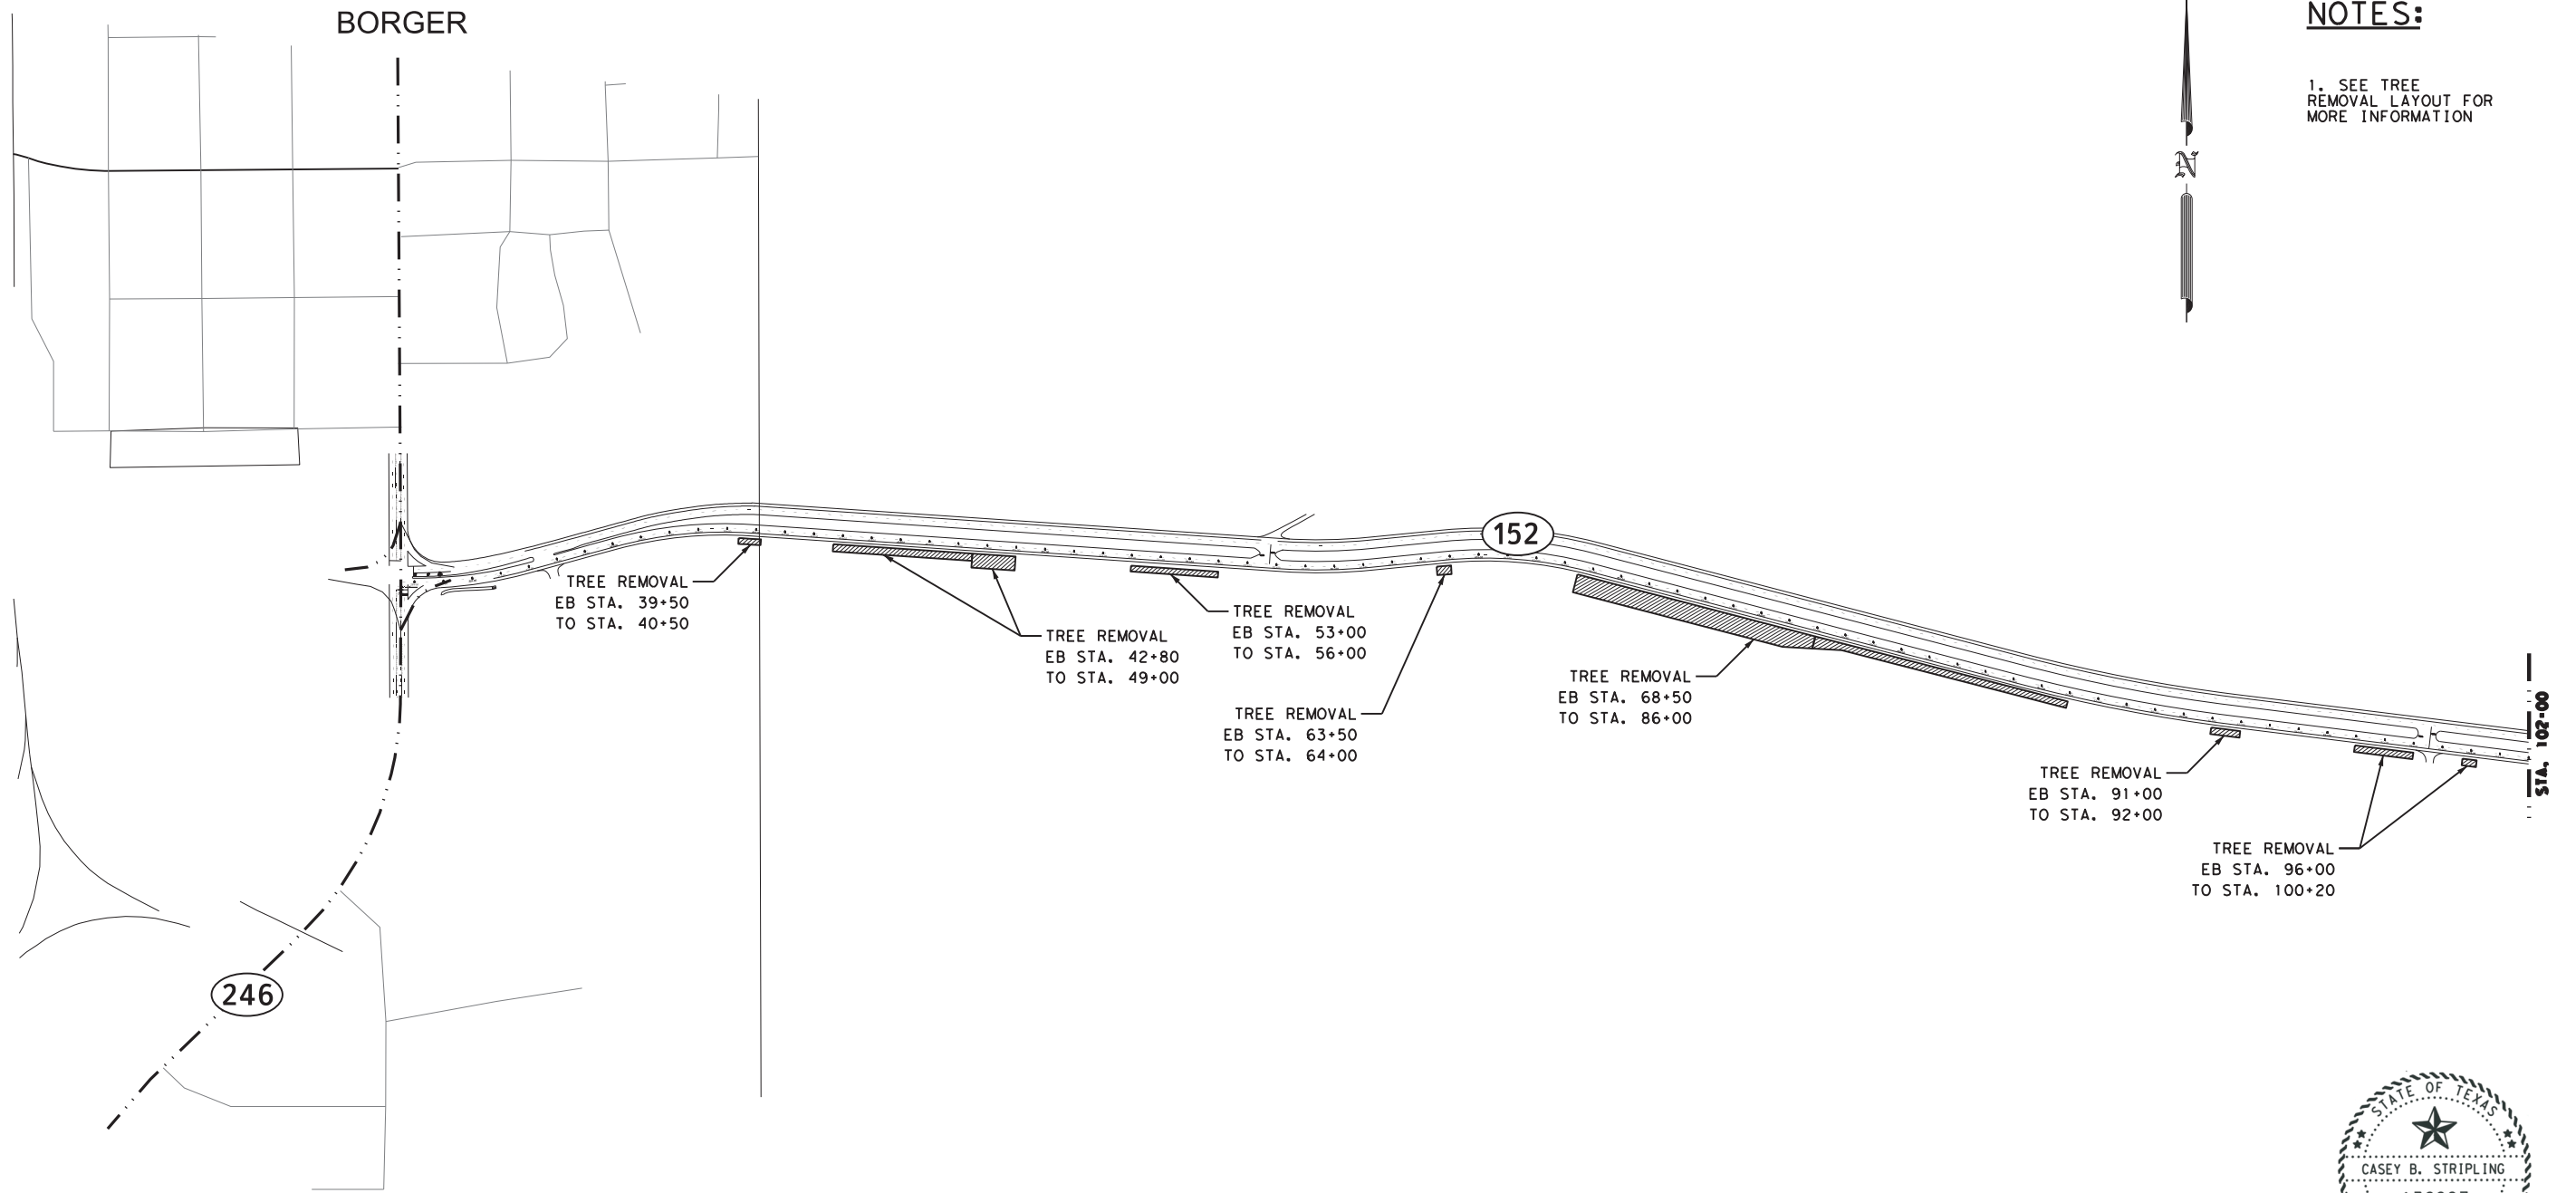 BORGER
NOTES:
1. SEE TREE
REMOVAL LAYOUT FOR
MORE INFORMATION
N
152
TREE REMOVAL
EB STA. 39+50
TO STA. 40+50
TREE REMOVAL
EB STA. 42+80
TO STA. 49+00
TREE REMOVAL
EB STA. 53+00
TO STA. 56+00
TREE REMOVAL
EB STA. 63+50
TO STA. 64+00
TREE REMOVAL
EB STA. 68+50
TO STA. 86+00
TREE REMOVAL
EB STA. 91+00
TO STA. 92+00
TREE REMOVAL
EB STA. 96+00
TO STA. 100+20
STA. 102+00
246
STATE OF TEXAS
CASEY B. STRIPLING